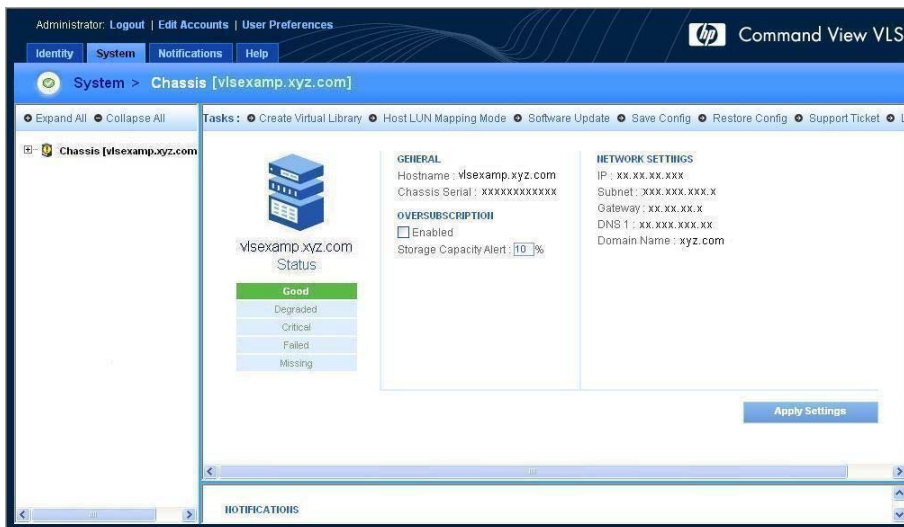 Administrator: Logout | Edit Accounts | User Preferences
hp Command View VLS
Identity System Notifications Help
System > Chassis [vlsexamp.xyz.com]
Expand All Collapse All
Chassis [vlsexamp.xyz.com
Tasks : Create Virtual Library Host LUN Mapping Mode Software Update Save Config Restore Config Support Ticket L
vlsexamp.xyz.com
Status
Good
Degraded
Critical
Failed
Missing
GENERAL
Hostname : vlsexamp.xyz.com
Chassis Serial : xxxxxxxxxxxx
OVERSUBSCRIPTION
Enabled
Storage Capacity Alert : 10 %
NETWORK SETTINGS
IP : xx.xx.xx.xxx
Subnet : xxx.xxx.xxx.x
Gateway : xx.xx.xx.x
DNS 1 : xx.xxx.xxx.xx
Domain Name : xyz.com
Apply Settings
NOTIFICATIONS